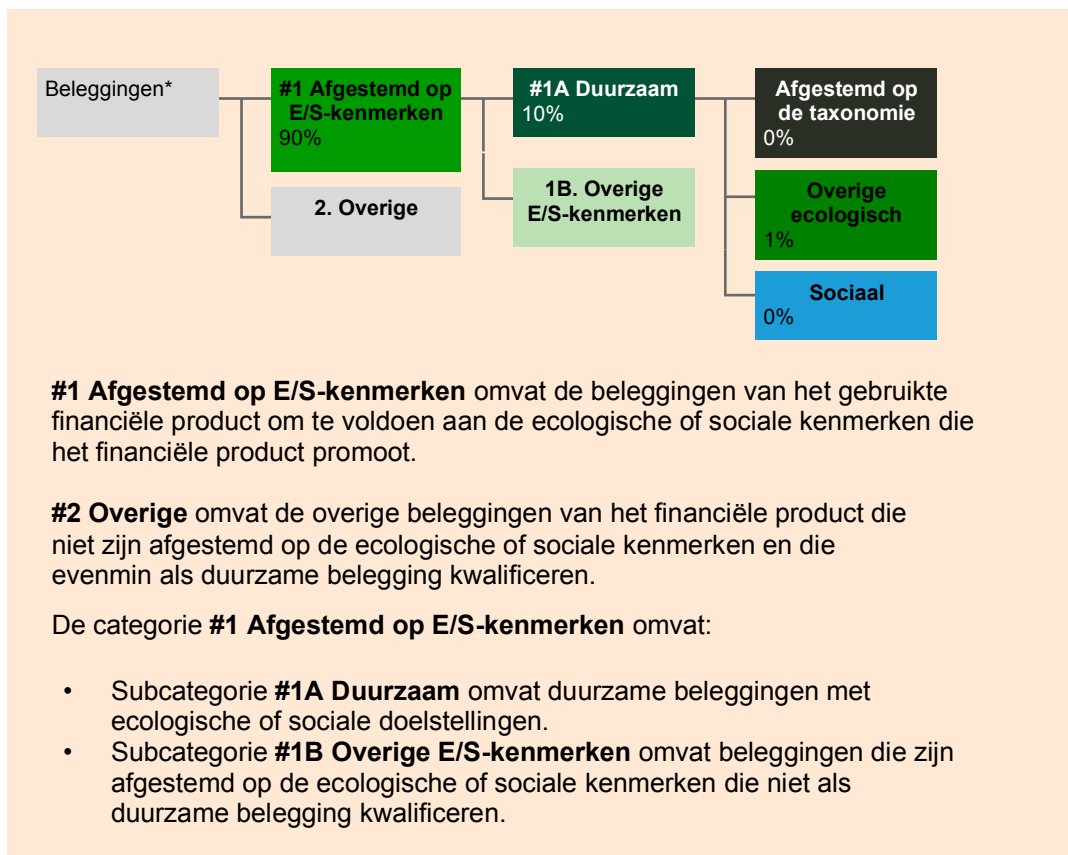 Beleggingen*
#1 Afgestemd op
E/S-kenmerken
90%
2. Overige
#1A Duurzaam
10%
1B. Overige
E/S-kenmerken
Afgestemd op
de taxonomie
0%
Overige
ecologisch
1%
Sociaal
0%
#1 Afgestemd op E/S-kenmerken omvat de beleggingen van het gebruikte
financiële product om te voldoen aan de ecologische of sociale kenmerken die
het financiële product promoot.
#2 Overige omvat de overige beleggingen van het financiële product die
niet zijn afgestemd op de ecologische of sociale kenmerken en die
evenmin als duurzame belegging kwalificeren.
De categorie #1 Afgestemd op E/S-kenmerken omvat:
• Subcategorie #1A Duurzaam omvat duurzame beleggingen met
ecologische of sociale doelstellingen.
• Subcategorie #1B Overige E/S-kenmerken omvat beleggingen die zijn
afgestemd op de ecologische of sociale kenmerken die niet als
duurzame belegging kwalificeren.